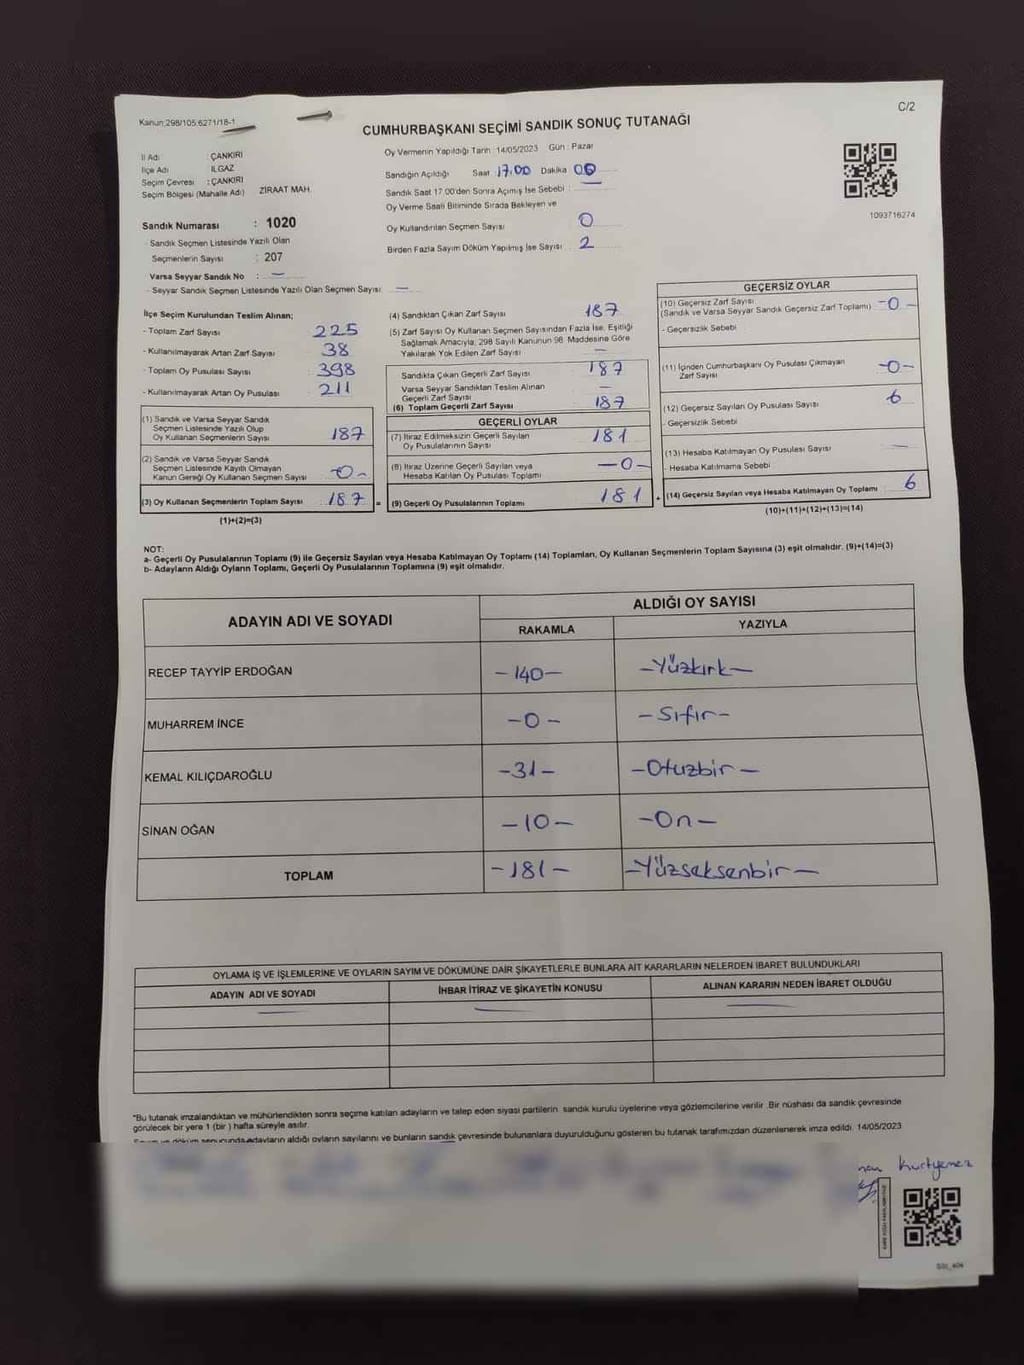 Kanun:298/105 6271/18-1
C/2
CUMHURBAŞKANI SEÇİMİ SANDIK SONUÇ TUTANAĞI
İl Adı : ÇANKIRI
İlçe Adı : ILGAZ
Seçim Çevresi : ÇANKIRI
Seçim Bölgesi (Mahalle Adı) ZİRAAT MAH.
Sandık Numarası : 1020
- Sandık Seçmen Listesinde Yazılı Olan
Seçmenlerin Sayısı : 207
Varsa Seyyar Sandık No : —
- Seyyar Sandık Seçmen Listesinde Yazılı Olan Seçmen Sayısı : —
Oy Vermenin Yapıldığı Tarih : 14/05/2023 Gün : Pazar
Sandığın Açıldığı Saat 17:00 Dakika 00
Sandık Saat 17:00'den Sonra Açılmış İse Sebebi : —
Oy Verme Saati Bitiminde Sırada Bekleyen ve
Oy Kullandırılan Seçmen Sayısı 0
Birden Fazla Sayım Döküm Yapılmış İse Sayısı : 2
1093716274
İlçe Seçim Kurulundan Teslim Alınan;
- Toplam Zarf Sayısı 225
- Kullanılmayarak Artan Zarf Sayısı 38
- Toplam Oy Pusulası Sayısı 398
- Kullanılmayarak Artan Oy Pusulası 211
(1) Sandık ve Varsa Seyyar Sandık
Seçmen Listesinde Yazılı Olup
Oy Kullanan Seçmenlerin Sayısı 187
(2) Sandık ve Varsa Seyyar Sandık
Seçmen Listesinde Kayıtlı Olmayan
Kanun Gereği Oy Kullanan Seçmen Sayısı -0-
(3) Oy Kullanan Seçmenlerin Toplam Sayısı 187 =
(1)+(2)=(3)
(4) Sandıktan Çıkan Zarf Sayısı 187
(5) Zarf Sayısı Oy Kullanan Seçmen Sayısından Fazla İse, Eşitliği
Sağlamak Amacıyla, 298 Sayılı Kanunun 98. Maddesine Göre
Yakılarak Yok Edilen Zarf Sayısı —
Sandıkta Çıkan Geçerli Zarf Sayısı 187
Varsa Seyyar Sandıktan Teslim Alınan
Geçerli Zarf Sayısı —
(6) Toplam Geçerli Zarf Sayısı 187
GEÇERLİ OYLAR
(7) İtiraz Edilmeksizin Geçerli Sayılan
Oy Pusulalarının Sayısı 181
(8) İtiraz Üzerine Geçerli Sayılan veya
Hesaba Katılan Oy Pusulası Toplamı —0—
(9) Geçerli Oy Pusulalarının Toplamı 181 +
GEÇERSİZ OYLAR
(10) Geçersiz Zarf Sayısı -0-
(Sandık ve Varsa Seyyar Sandık Geçersiz Zarf Toplamı)
- Geçersizlik Sebebi
(11) İçinden Cumhurbaşkanı Oy Pusulası Çıkmayan
Zarf Sayısı -0-
(12) Geçersiz Sayılan Oy Pusulası Sayısı 6
- Geçersizlik Sebebi
(13) Hesaba Katılmayan Oy Pusulası Sayısı —
- Hesaba Katılmama Sebebi
(14) Geçersiz Sayılan veya Hesaba Katılmayan Oy Toplamı 6
(10)+(11)+(12)+(13)=(14)
NOT:
a- Geçerli Oy Pusulalarının Toplamı (9) ile Geçersiz Sayılan veya Hesaba Katılmayan Oy Toplamı (14) Toplamları, Oy Kullanan Seçmenlerin Toplam Sayısına (3) eşit olmalıdır. (9)+(14)=(3)
b- Adayların Aldığı Oyların Toplamı, Geçerli Oy Pusulalarının Toplamına (9) eşit olmalıdır.
ADAYIN ADI VE SOYADI
ALDIĞI OY SAYISI
RAKAMLA YAZIYLA
RECEP TAYYİP ERDOĞAN -140- -Yüzkırk-
MUHARREM İNCE -0- -Sıfır-
KEMAL KILIÇDAROĞLU -31- -Otuzbir-
SİNAN OĞAN -10- -On-
TOPLAM -181- -Yüzseksenbir-
OYLAMA İŞ VE İŞLEMLERİNE VE OYLARIN SAYIM VE DÖKÜMÜNE DAİR ŞİKAYETLERLE BUNLARA AİT KARARLARIN NELERDEN İBARET BULUNDUKLARI
ADAYIN ADI VE SOYADI İHBAR İTİRAZ VE ŞİKAYETİN KONUSU ALINAN KARARIN NEDEN İBARET OLDUĞU
— — —
*Bu tutanak imzalandıktan ve mühürlendikten sonra seçime katılan adayların ve talep eden siyasi partilerin sandık kurulu üyelerine veya gözlemcilerine verilir. Bir nüshası da sandık çevresinde
görülecek bir yere 1 (bir) hafta süreyle asılır.
Sayım ve döküm sonucunda adayların aldığı oyların sayılarını ve bunların sandık çevresinde bulunanlara duyurulduğunu gösteren bu tutanak tarafımızdan düzenlenerek imza edildi. 14/05/2023
Kurtyemez